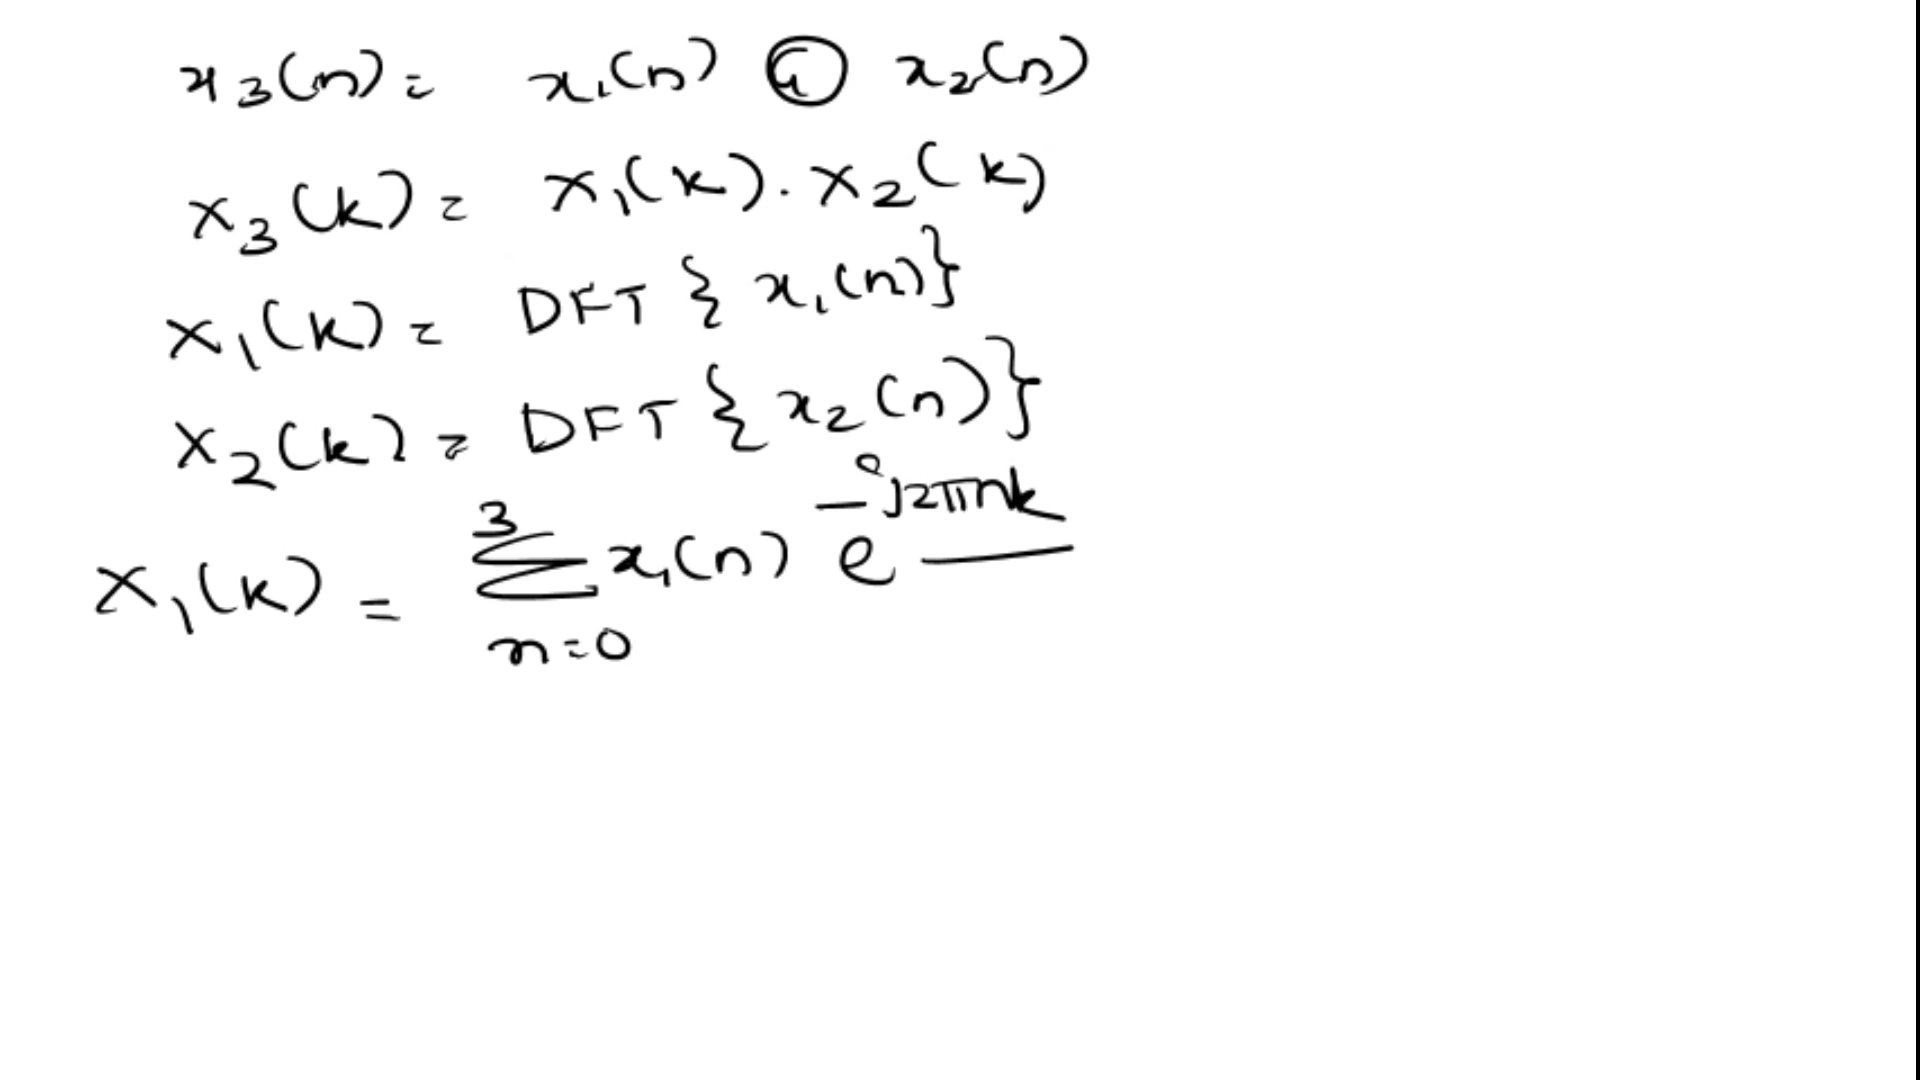 x₃(n) = x₁(n) ④ x₂(n)
X₃(k) = X₁(k) . X₂(k)
X₁(k) = DFT { x₁(n) }
X₂(k) = DFT { x₂(n) }
X₁(k) = Σ_{n=0}^{3} x₁(n) e^{-j2πnk/}